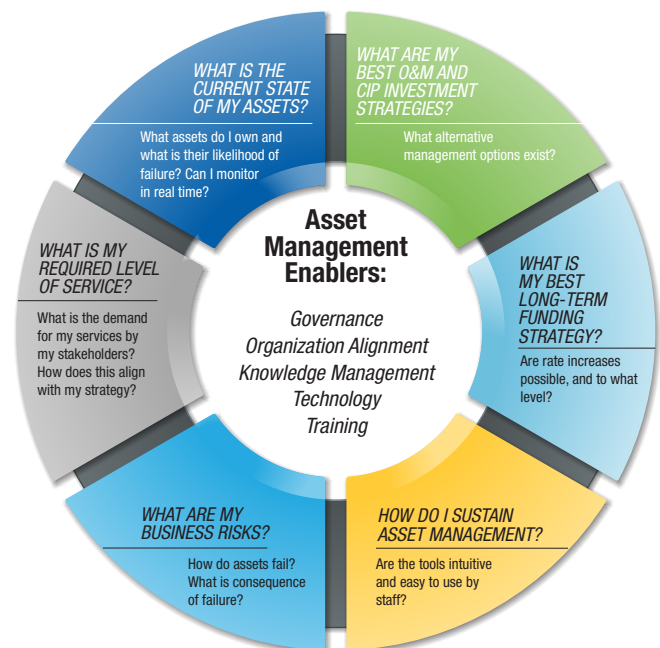 WHAT IS THE
CURRENT STATE
OF MY ASSETS?
What assets do I own and
what is their likelihood of
failure? Can I monitor
in real time?
WHAT ARE MY
BEST O&M AND
CIP INVESTMENT
STRATEGIES?
What alternative
management options exist?
WHAT IS
MY BEST
LONG-TERM
FUNDING
STRATEGY?
Are rate increases
possible, and to what
level?
HOW DO I SUSTAIN
ASSET MANAGEMENT?
Are the tools intuitive
and easy to use by
staff?
WHAT ARE MY
BUSINESS RISKS?
How do assets fail?
What is consequence
of failure?
WHAT IS MY
REQUIRED LEVEL
OF SERVICE?
What is the demand
for my services by
my stakeholders?
How does this align
with my strategy?
Asset
Management
Enablers:
Governance
Organization Alignment
Knowledge Management
Technology
Training